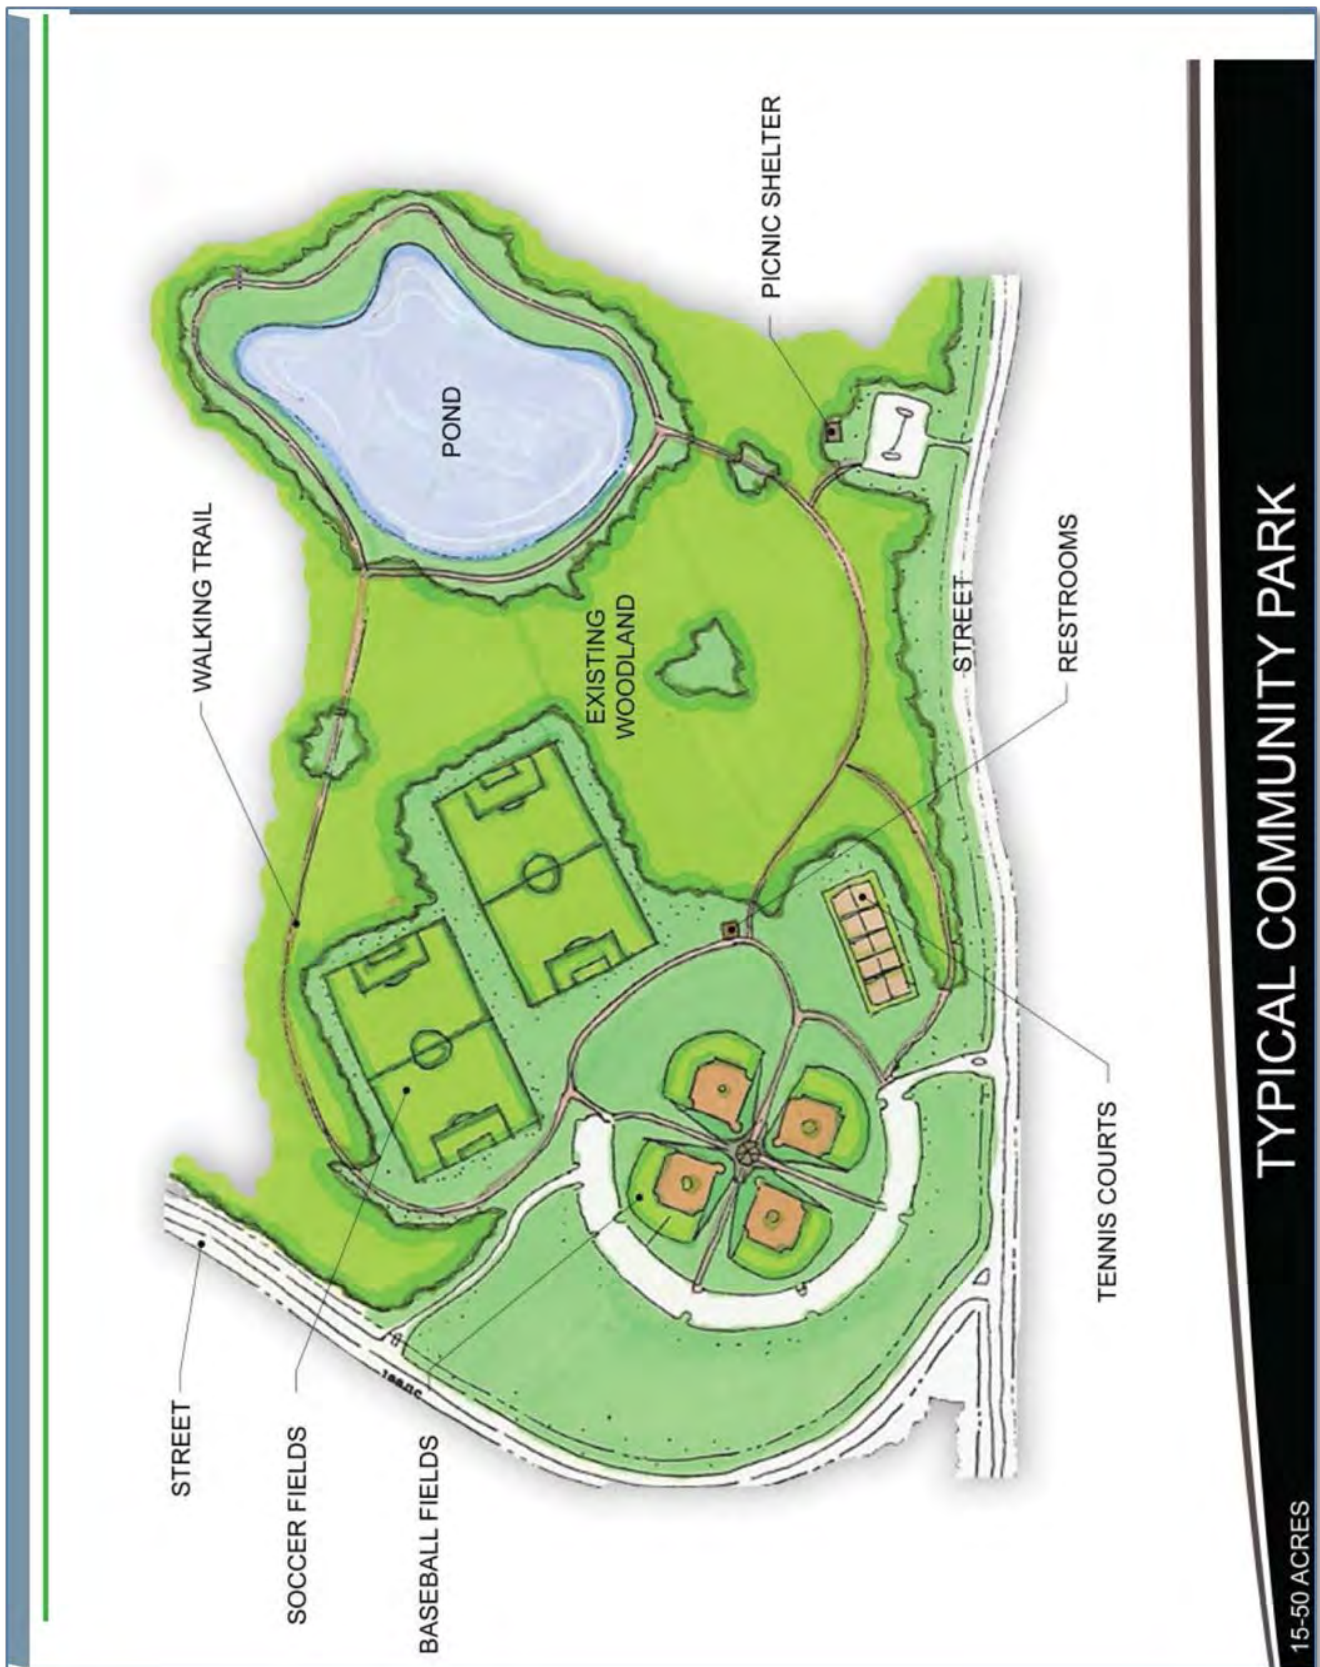 STREET
SOCCER FIELDS
BASEBALL FIELDS
WALKING TRAIL
POND
EXISTING
WOODLAND
PICNIC SHELTER
STREET
RESTROOMS
TENNIS COURTS
TYPICAL COMMUNITY PARK
15-50 ACRES